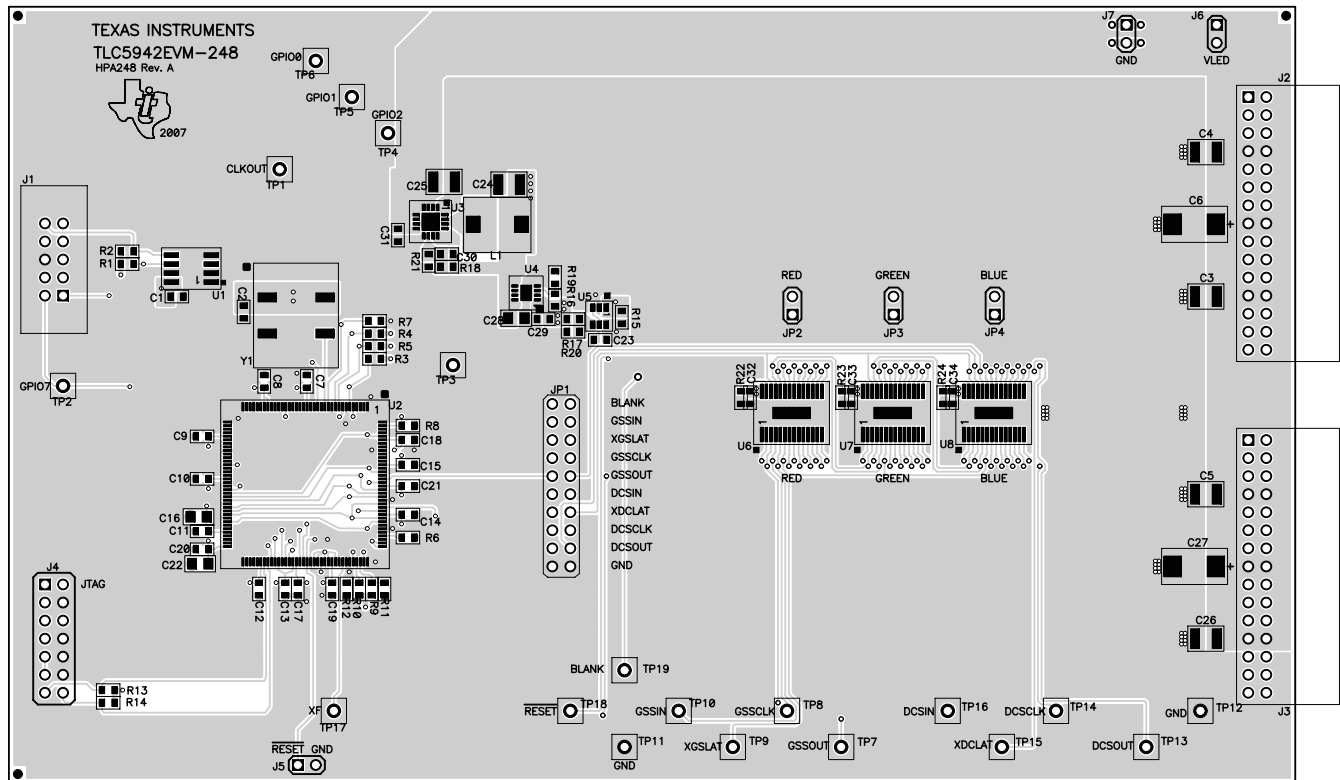 TEXAS INSTRUMENTS
TLC5942EVM-248
HPA248 Rev. A
2007
GPIO0
TP6
GPIO1
TP5
GPIO2
TP4
CLKOUT
TP1
J7
GND
J6
VLED
J2
C4
C6
+
C3
J1
R2
R1
C1
1
U1
C2
Y1
C25
C24
U3
C31
L1
R21
C30
R18
U4
R19
R16
U5
1
R15
C28
C29
R17
R20
C23
R7
R4
R5
R3
C8
C7
TP3
GPIO7
TP2
RED
JP2
GREEN
JP3
BLUE
JP4
R22
C32
R23
C33
R24
C34
1
U6
1
U7
1
U8
RED
GREEN
BLUE
JP1
BLANK
GSSIN
XGSLAT
GSSCLK
GSSOUT
DCSIN
XDCLAT
DCSCLK
DCSOUT
GND
1
U2
C9
C10
C16
C11
C20
C22
R8
C18
C15
C21
C14
R6
C12
C13
C17
C19
R12
R10
R9
R11
J4
JTAG
R13
R14
C5
C27
+
C26
J3
BLANK
TP19
XF
TP17
RESET
TP18
GSSIN
TP10
GSSCLK
TP8
DCSIN
TP16
DCSCLK
TP14
GND
TP12
TP11
GND
XGSLAT
TP9
GSSOUT
TP7
XDCLAT
TP15
DCSOUT
TP13
RESET GND
J5